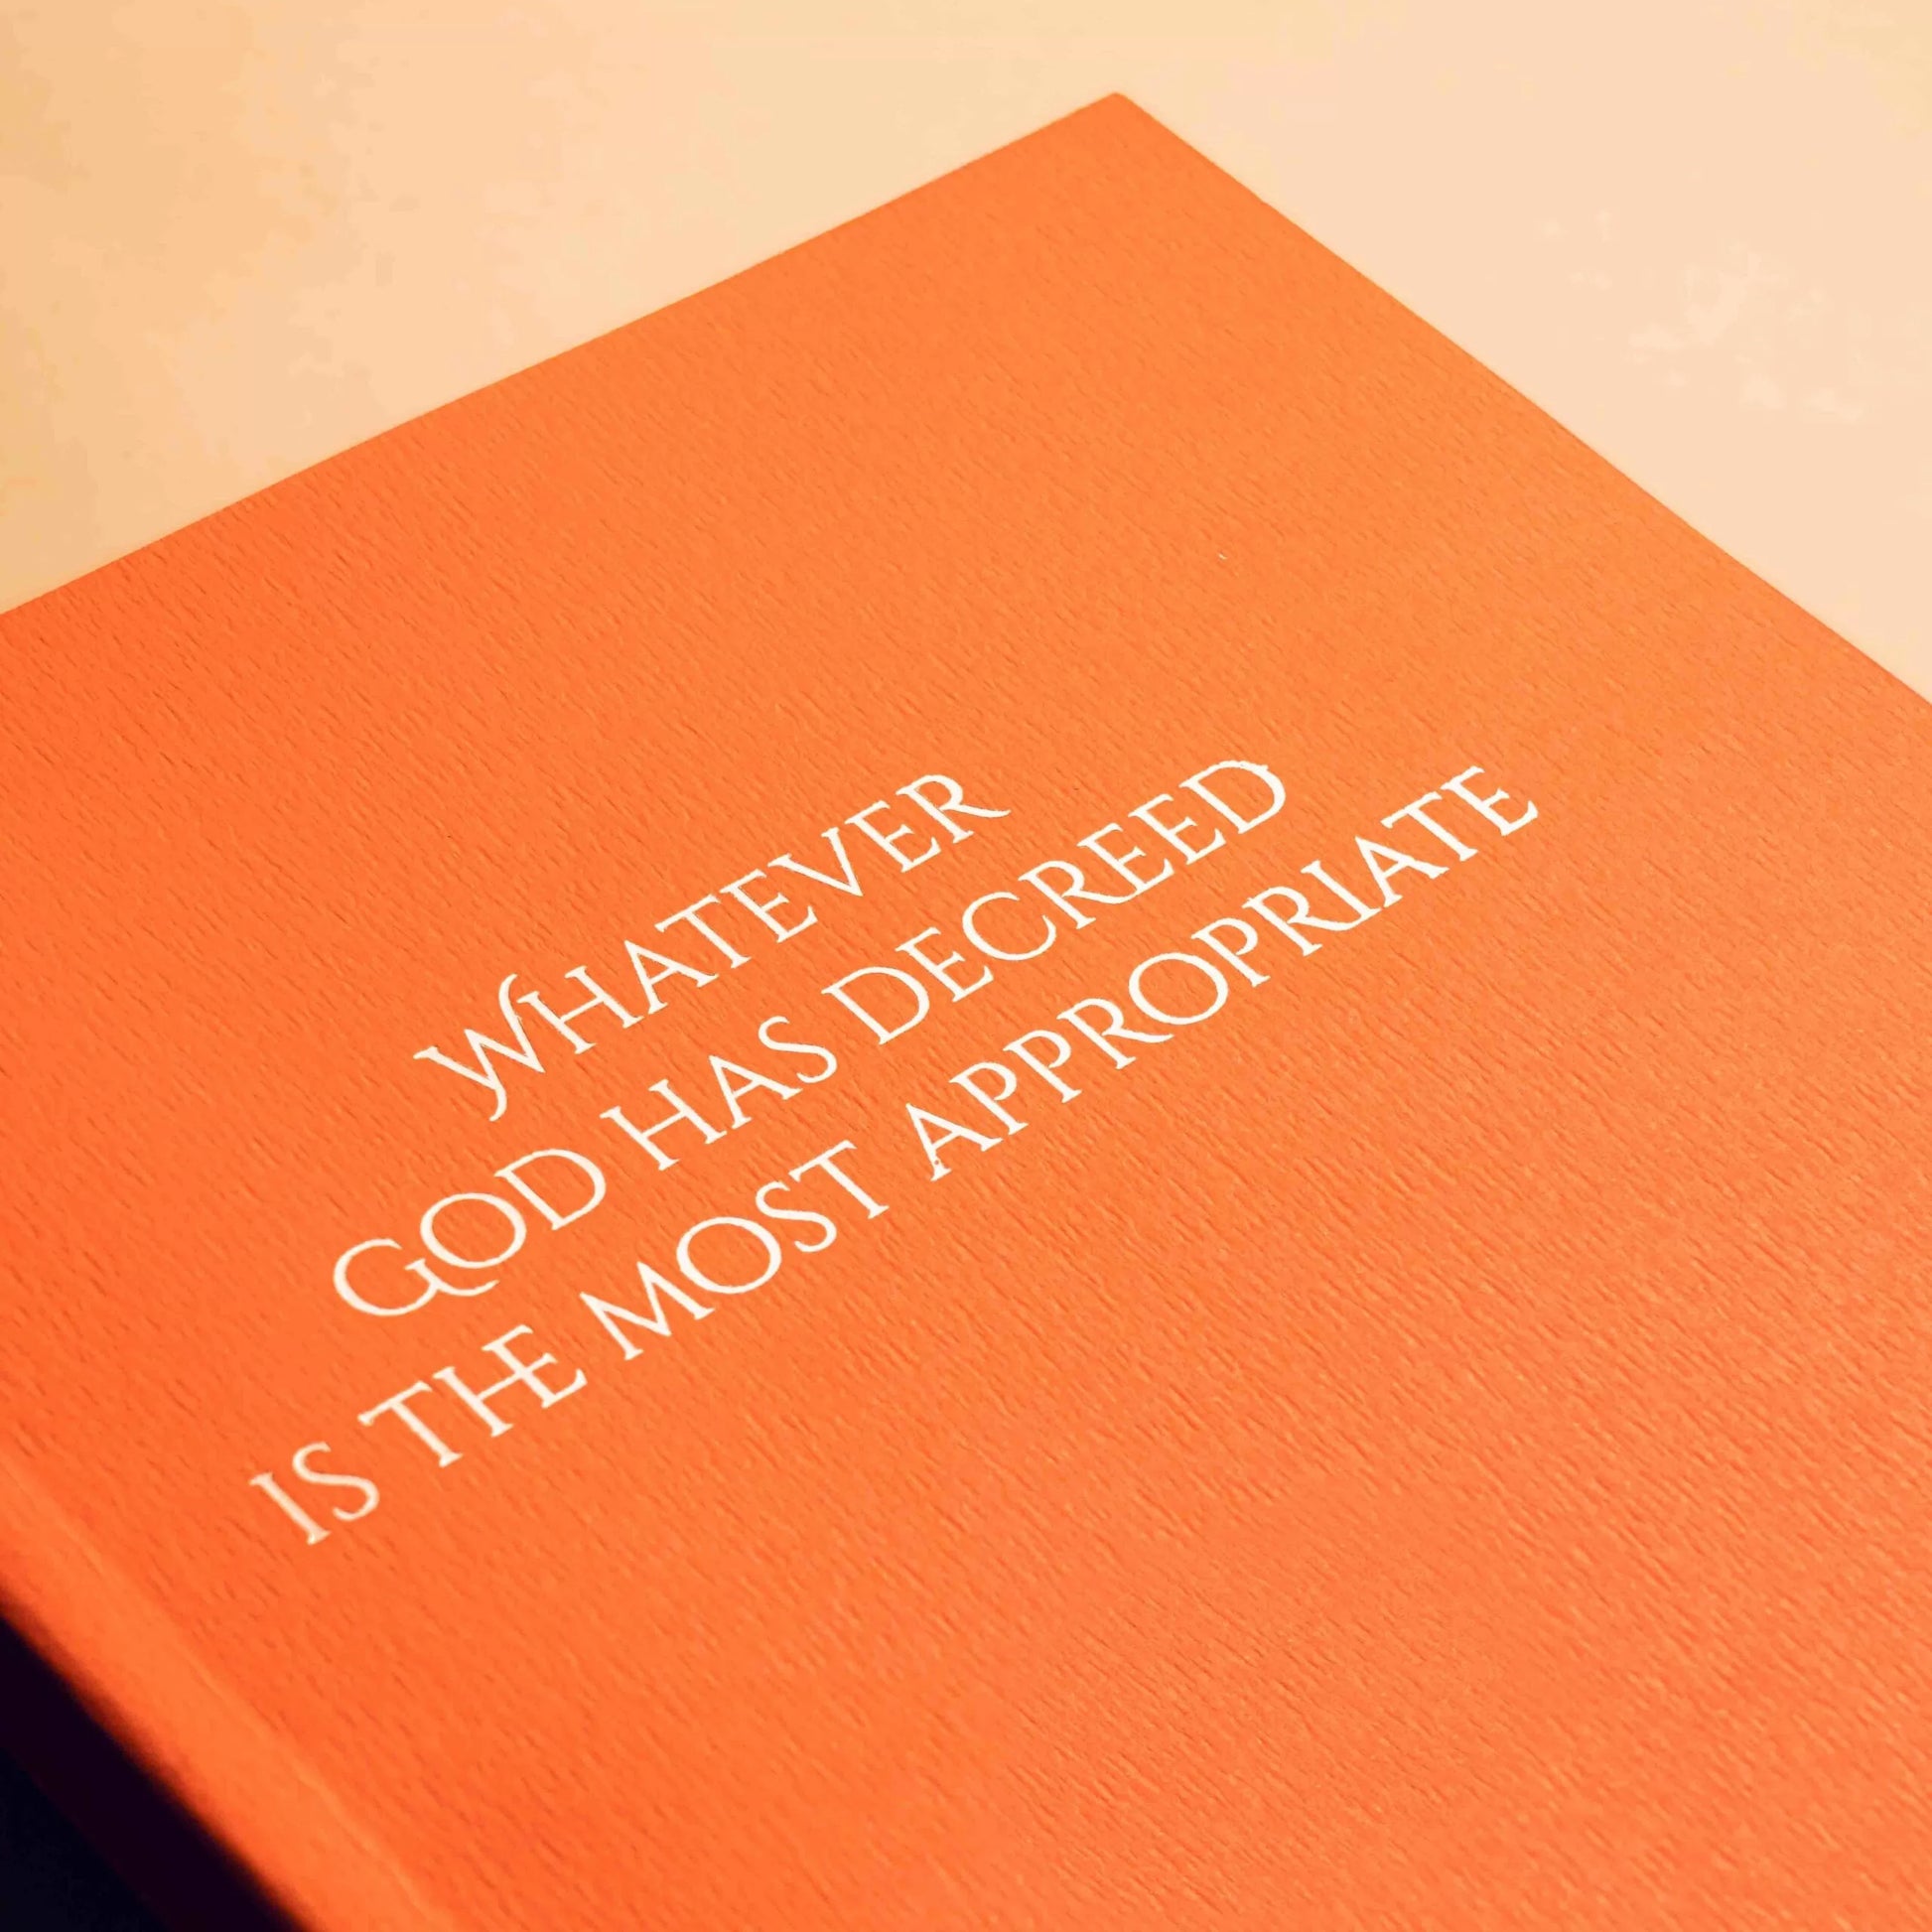 WHATEVER
GOD HAS DECREED
IS THE MOST APPROPRIATE